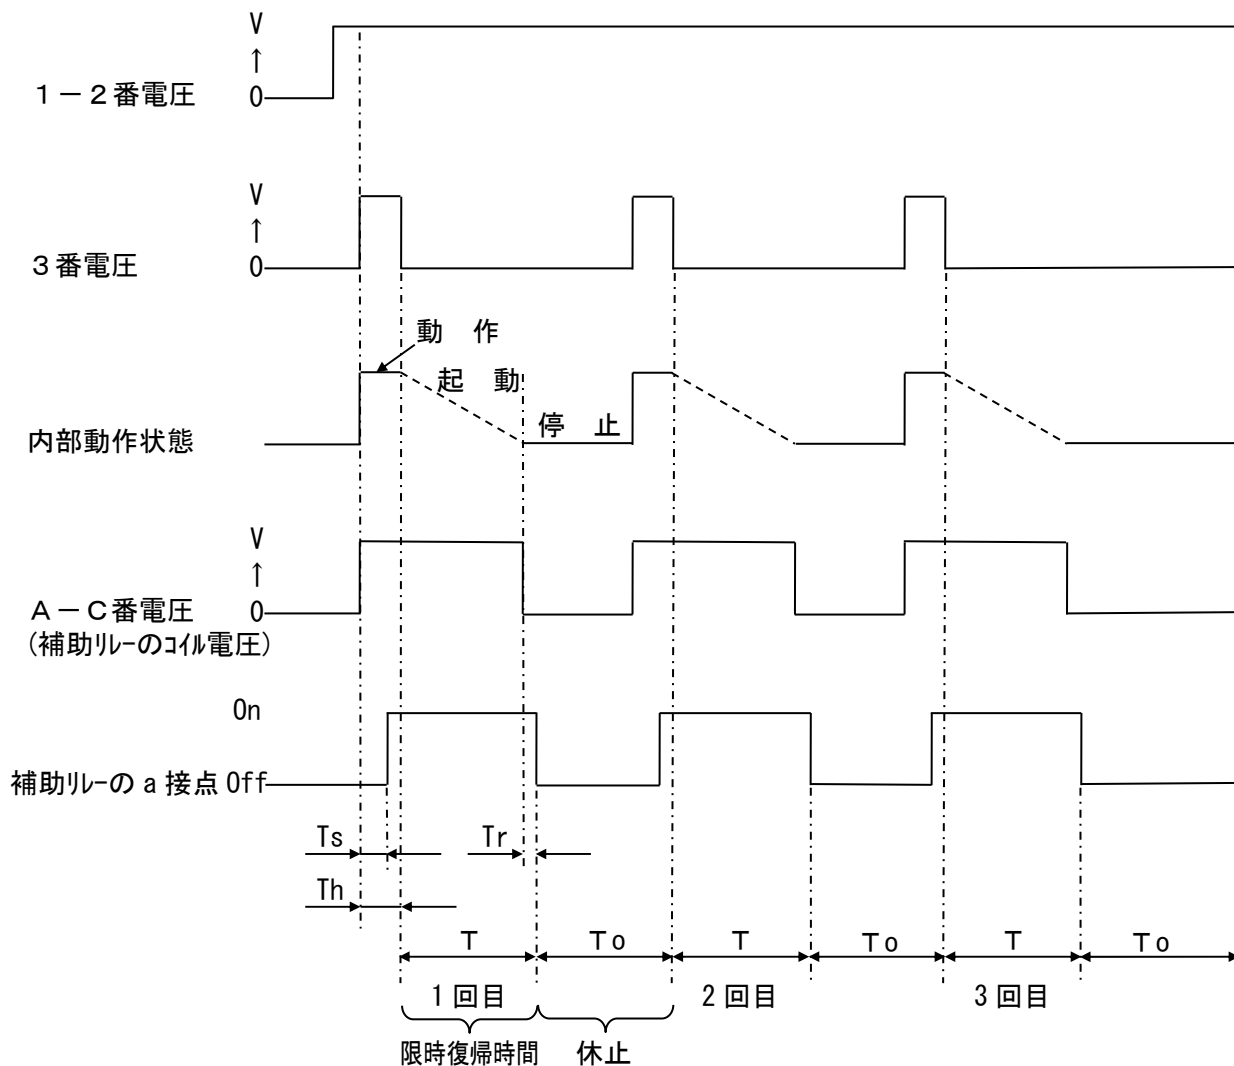 V
↑
１－２番電圧 0
V
↑
３番電圧 0
動 作
起 動
停 止
内部動作状態
V
↑
Ａ－Ｃ番電圧 0
(補助ﾘﾚｰのｺｲﾙ電圧)
On
補助ﾘﾚｰの a 接点 Off
Ts Tr
Th
T To T To T To
1回目 2回目 3回目
限時復帰時間 休止